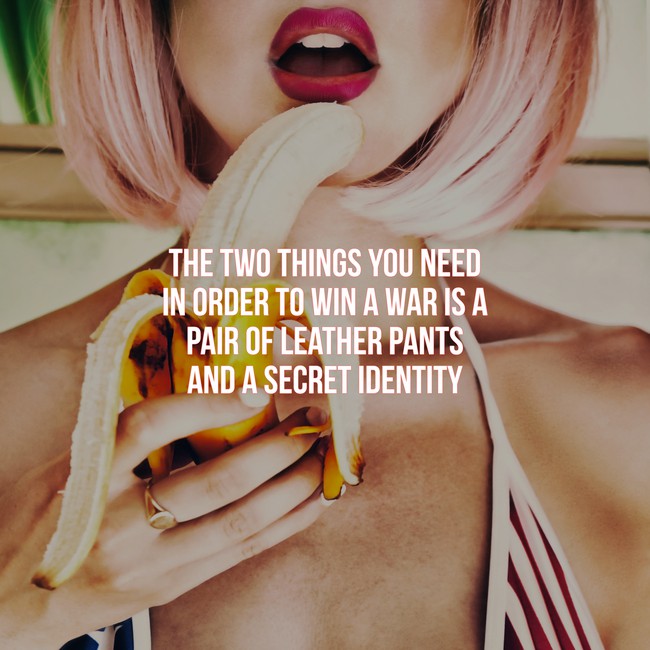 THE TWO THINGS YOU NEED
IN ORDER TO WIN A WAR IS A
PAIR OF LEATHER PANTS
AND A SECRET IDENTITY